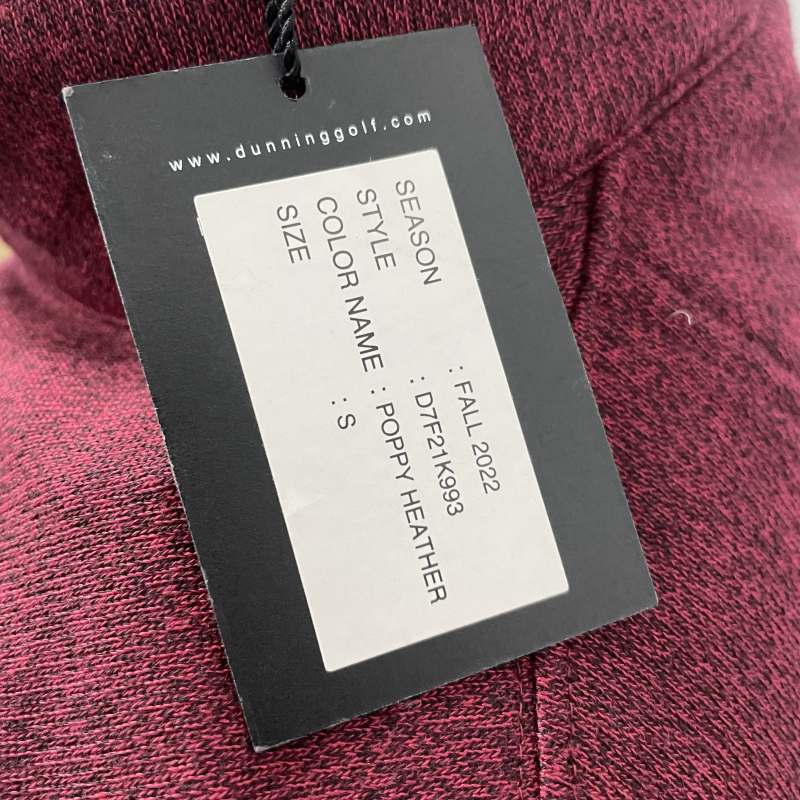 www.dunninggolf.com
SEASON : FALL 2022
STYLE : D7F21K993
COLOR NAME : POPPY HEATHER
SIZE : S